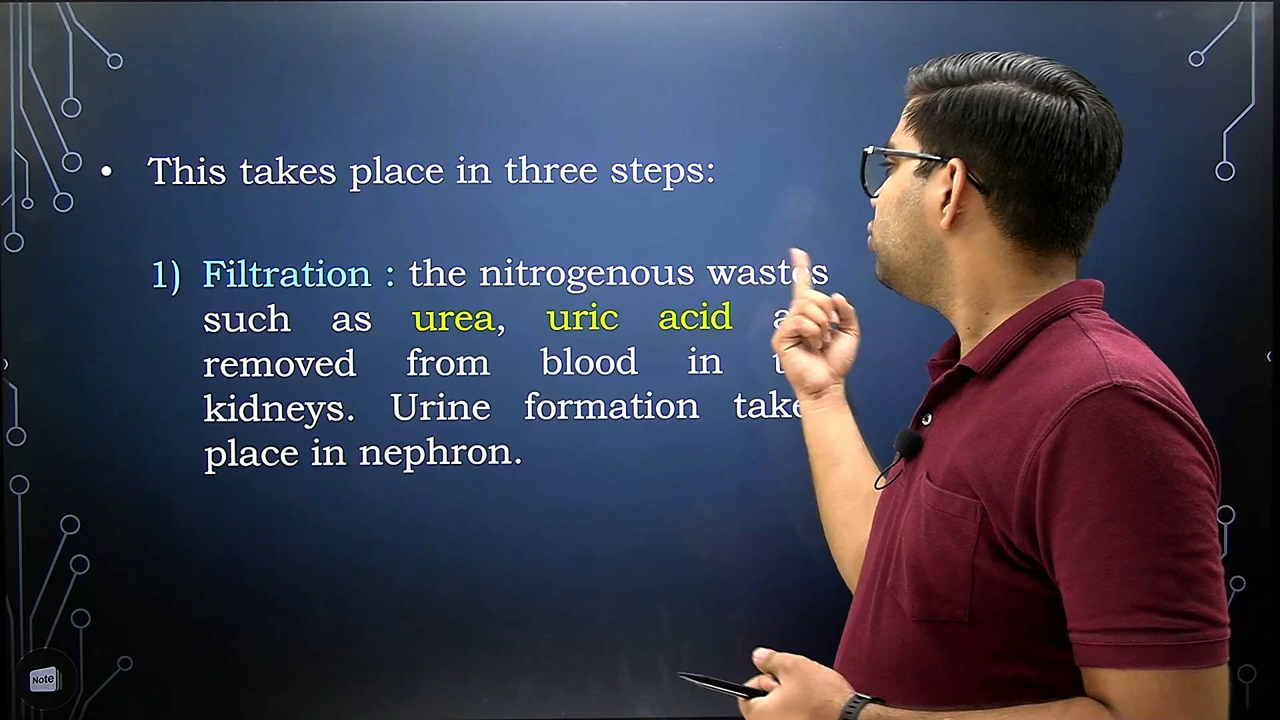 • This takes place in three steps:
1) Filtration : the nitrogenous wastes
such as urea, uric acid
removed from blood in
kidneys. Urine formation
place in nephron.
Note